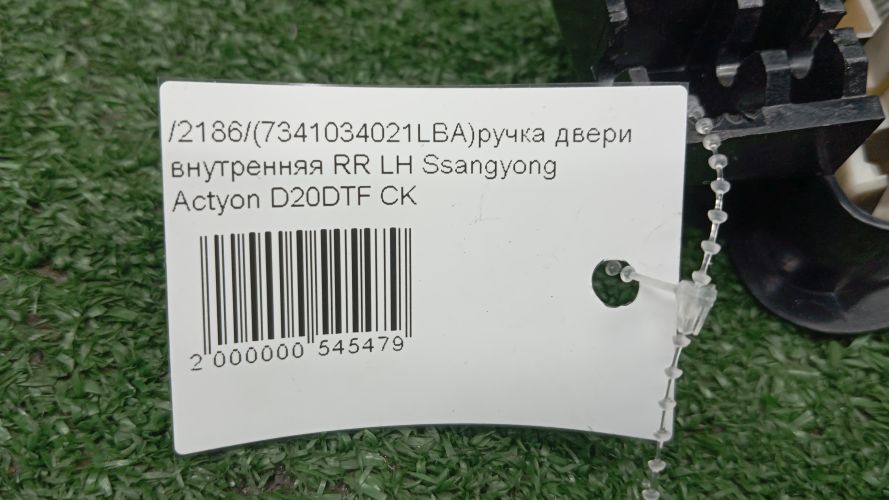 /2186/(7341034021LBA)ручка двери
внутренняя RR LH Ssangyong
Actyon D20DTF CK
2 000000 545479